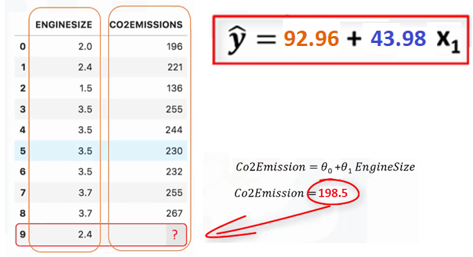 ENGINESIZE CO2EMISSIONS
0 2.0 196
1 2.4 221
2 1.5 136
3 3.5 255
4 3.5 244
5 3.5 230
6 3.5 232
7 3.7 255
8 3.7 267
9 2.4 ?
ŷ = 92.96 + 43.98 x₁
Co2Emission = θ₀ +θ₁ EngineSize
Co2Emission = 198.5